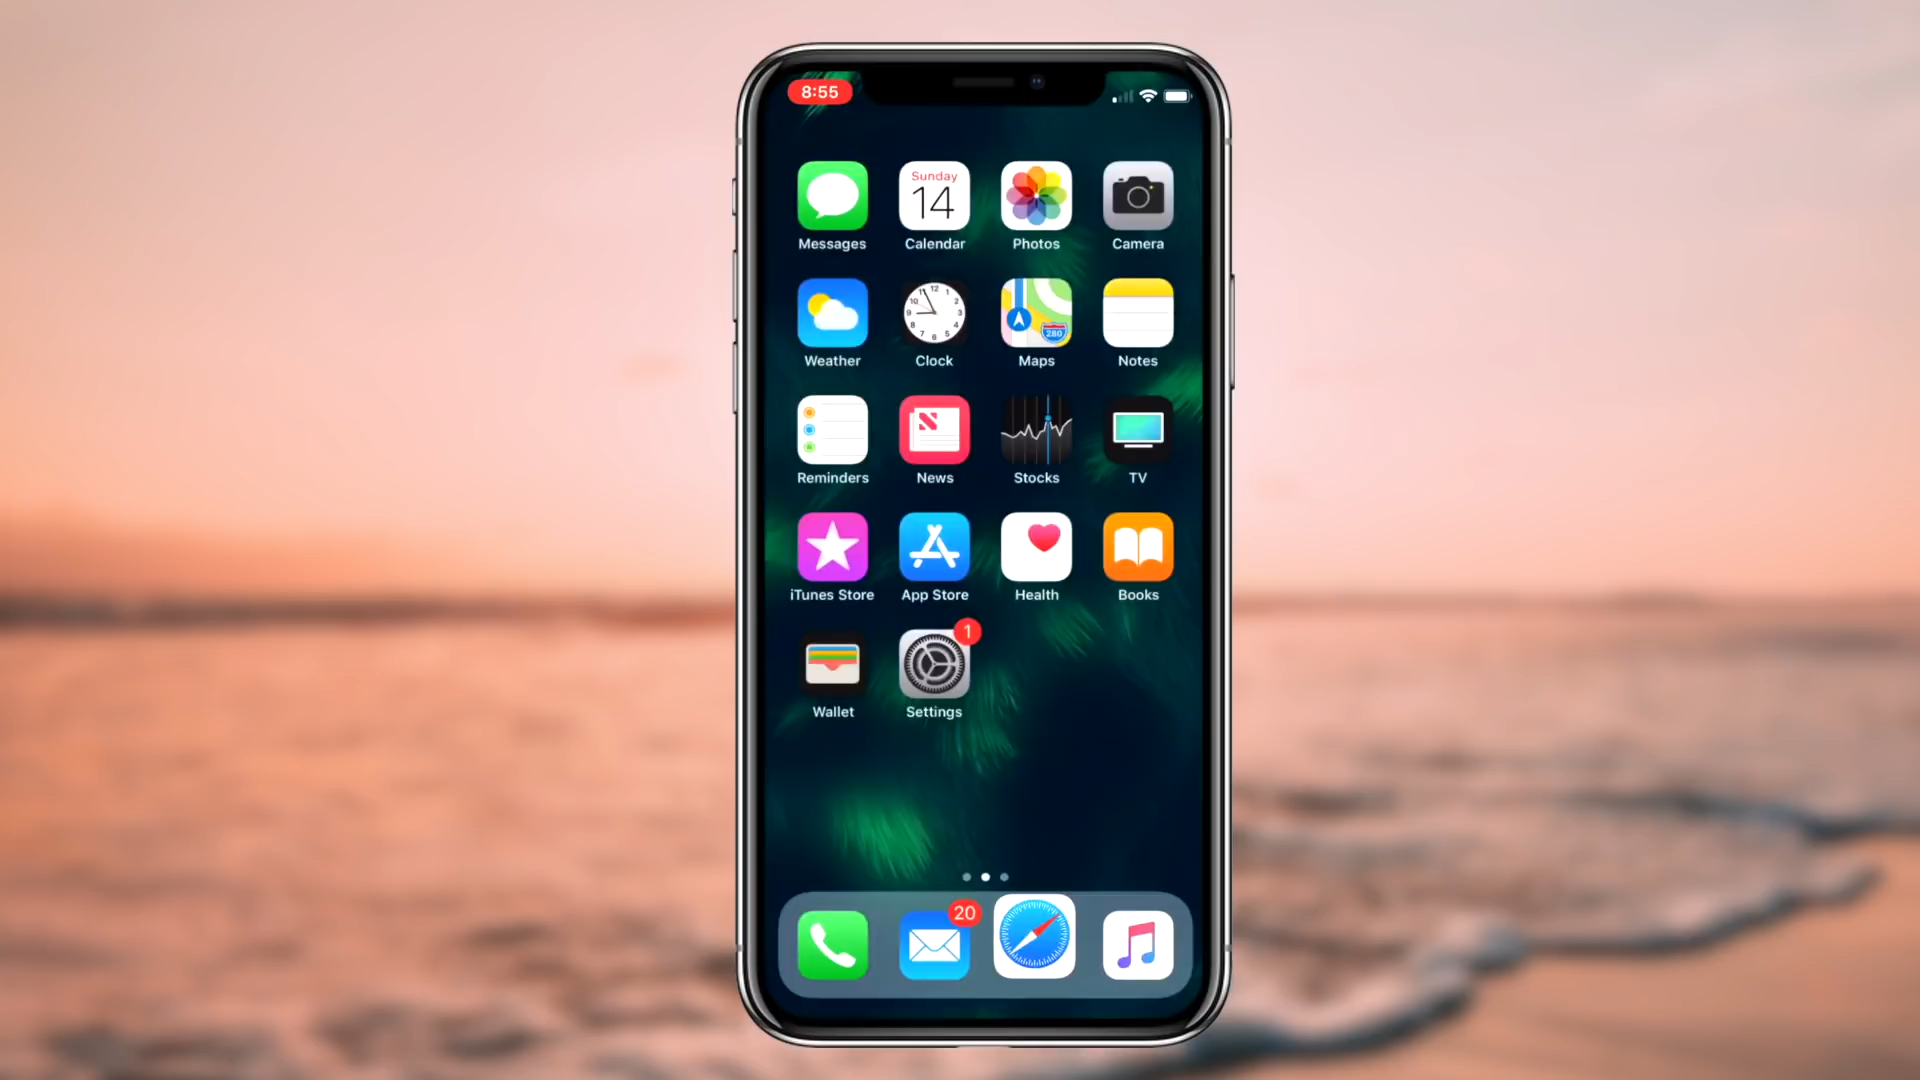 8:55
Sunday
14
Messages
Calendar
Photos
Camera
280
Weather
Clock
Maps
Notes
Reminders
News
Stocks
TV
iTunes Store
App Store
Health
Books
1
Wallet
Settings
20